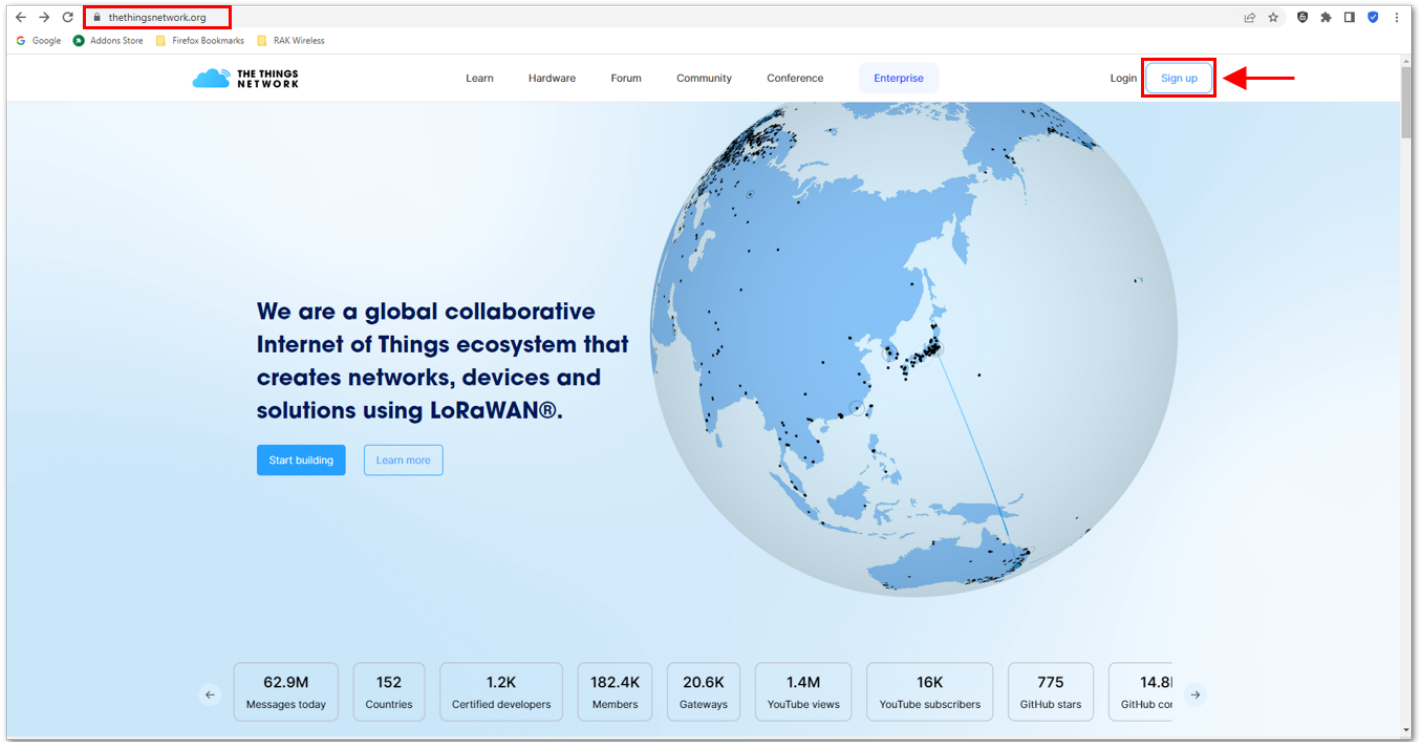 thethingsnetwork.org
Google Addons Store Firefox Bookmarks RAK Wireless
THE THINGS
NETWORK
Learn Hardware Forum Community Conference Enterprise Login Sign up
We are a global collaborative
Internet of Things ecosystem that
creates networks, devices and
solutions using LoRaWAN®.
Start building Learn more
62.9M 152 1.2K 182.4K 20.6K 1.4M 16K 775 14.8
Messages today Countries Certified developers Members Gateways YouTube views YouTube subscribers GitHub stars GitHub